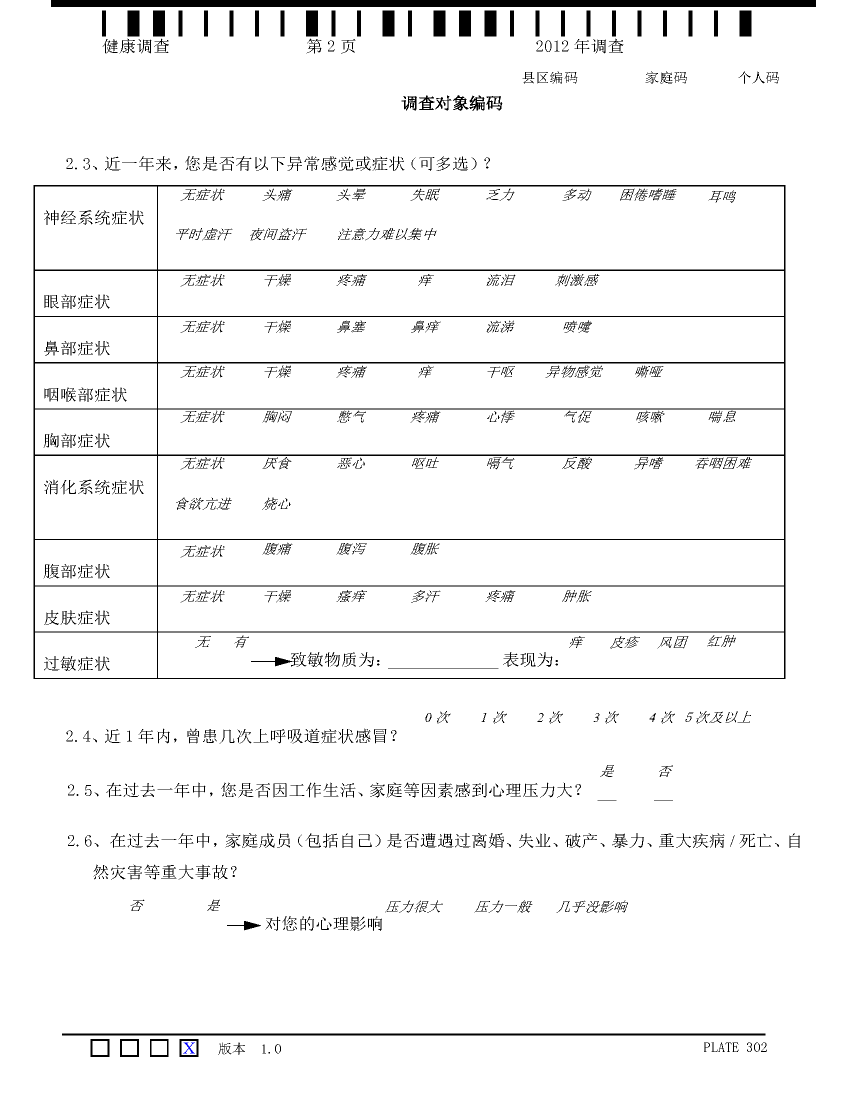 健康调查 第 2 页 2012 年调查
县区编码 家庭码 个人码
调查对象编码
2.3、近一年来，您是否有以下异常感觉或症状（可多选）？
无症状 头痛 头晕 失眠 乏力 多动 困倦嗜睡 耳鸣
神经系统症状
平时虚汗 夜间盗汗 注意力难以集中
无症状 干燥 疼痛 痒 流泪 刺激感
眼部症状
无症状 干燥 鼻塞 鼻痒 流涕 喷嚏
鼻部症状
无症状 干燥 疼痛 痒 干呕 异物感觉 嘶哑
咽喉部症状
无症状 胸闷 憋气 疼痛 心悸 气促 咳嗽 喘息
胸部症状
无症状 厌食 恶心 呕吐 嗝气 反酸 异嗜 吞咽困难
消化系统症状
食欲亢进 烧心
无症状 腹痛 腹泻 腹胀
腹部症状
无症状 干燥 瘙痒 多汗 疼痛 肿胀
皮肤症状
无 有 痒 皮疹 风团 红肿
过敏症状 致敏物质为：_____________ 表现为：
0 次 1 次 2 次 3 次 4 次 5 次及以上
2.4、近 1 年内，曾患几次上呼吸道症状感冒？
是 否
2.5、在过去一年中，您是否因工作生活、家庭等因素感到心理压力大？ __ __
2.6、在过去一年中，家庭成员（包括自己）是否遭遇过离婚、失业、破产、暴力、重大疾病 / 死亡、自
然灾害等重大事故？
否 是 压力很大 压力一般 几乎没影响
对您的心理影响
X 版本 1.0 PLATE 302